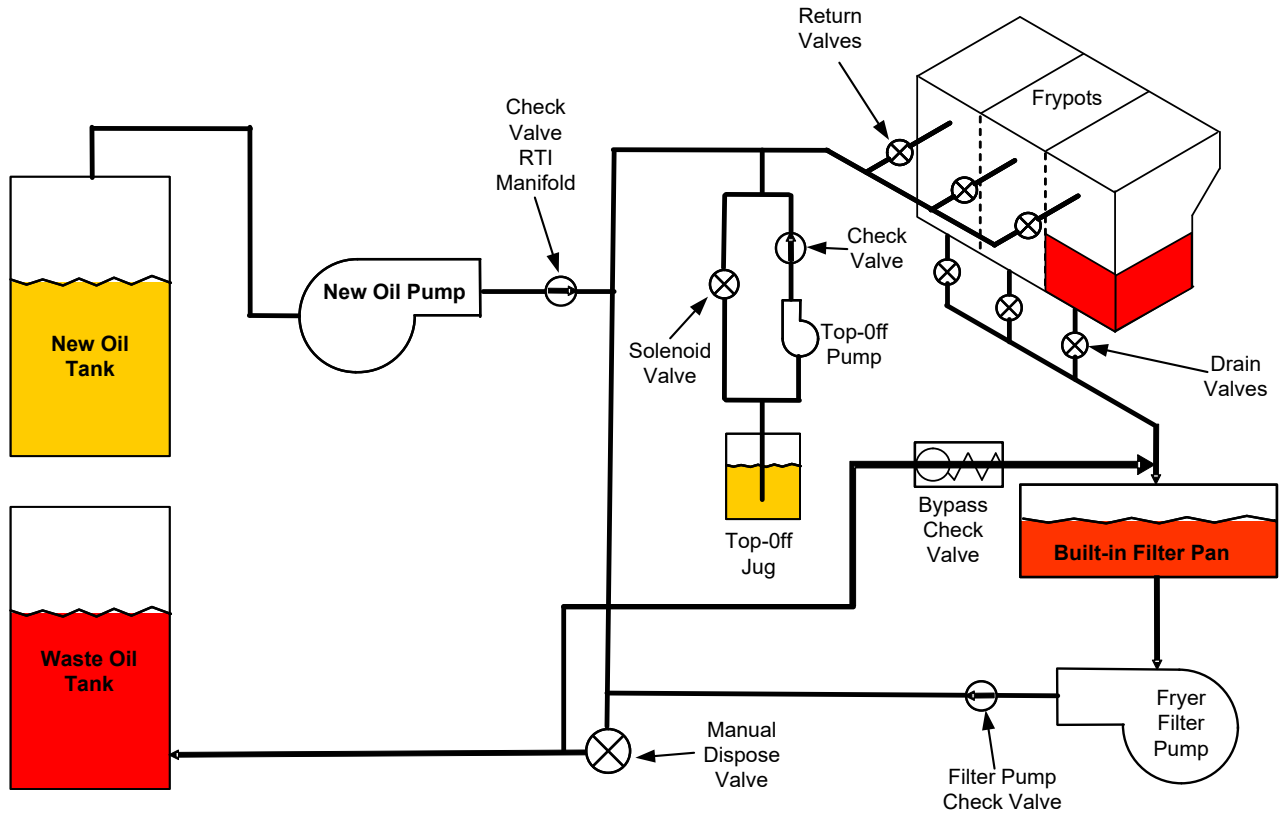 Return
Valves
Frypots
Check
Valve
RTI
Manifold
New Oil Pump
Check
Valve
New Oil
Tank
Solenoid
Valve
Top-0ff
Pump
Drain
Valves
Bypass
Check
Valve
Top-0ff
Jug
Built-in Filter Pan
Waste Oil
Tank
Manual
Dispose
Valve
Fryer
Filter
Pump
Filter Pump
Check Valve